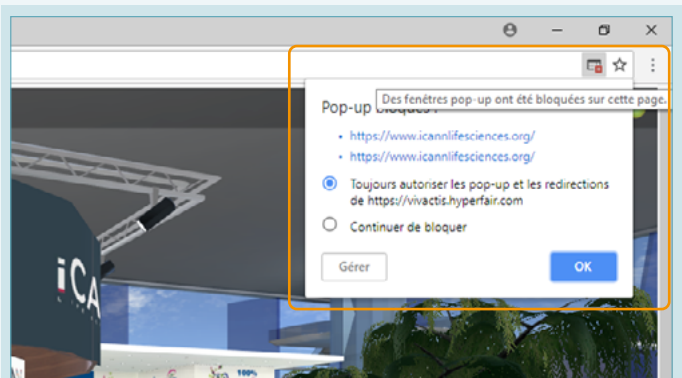 Des fenêtres pop-up ont été bloquées sur cette page.
Pop-up bloqués :
https://www.icannlifesciences.org/
https://www.icannlifesciences.org/
Toujours autoriser les pop-up et les redirections
de https://vivactis.hyperfair.com
Continuer de bloquer
Gérer
OK
iCA
100%